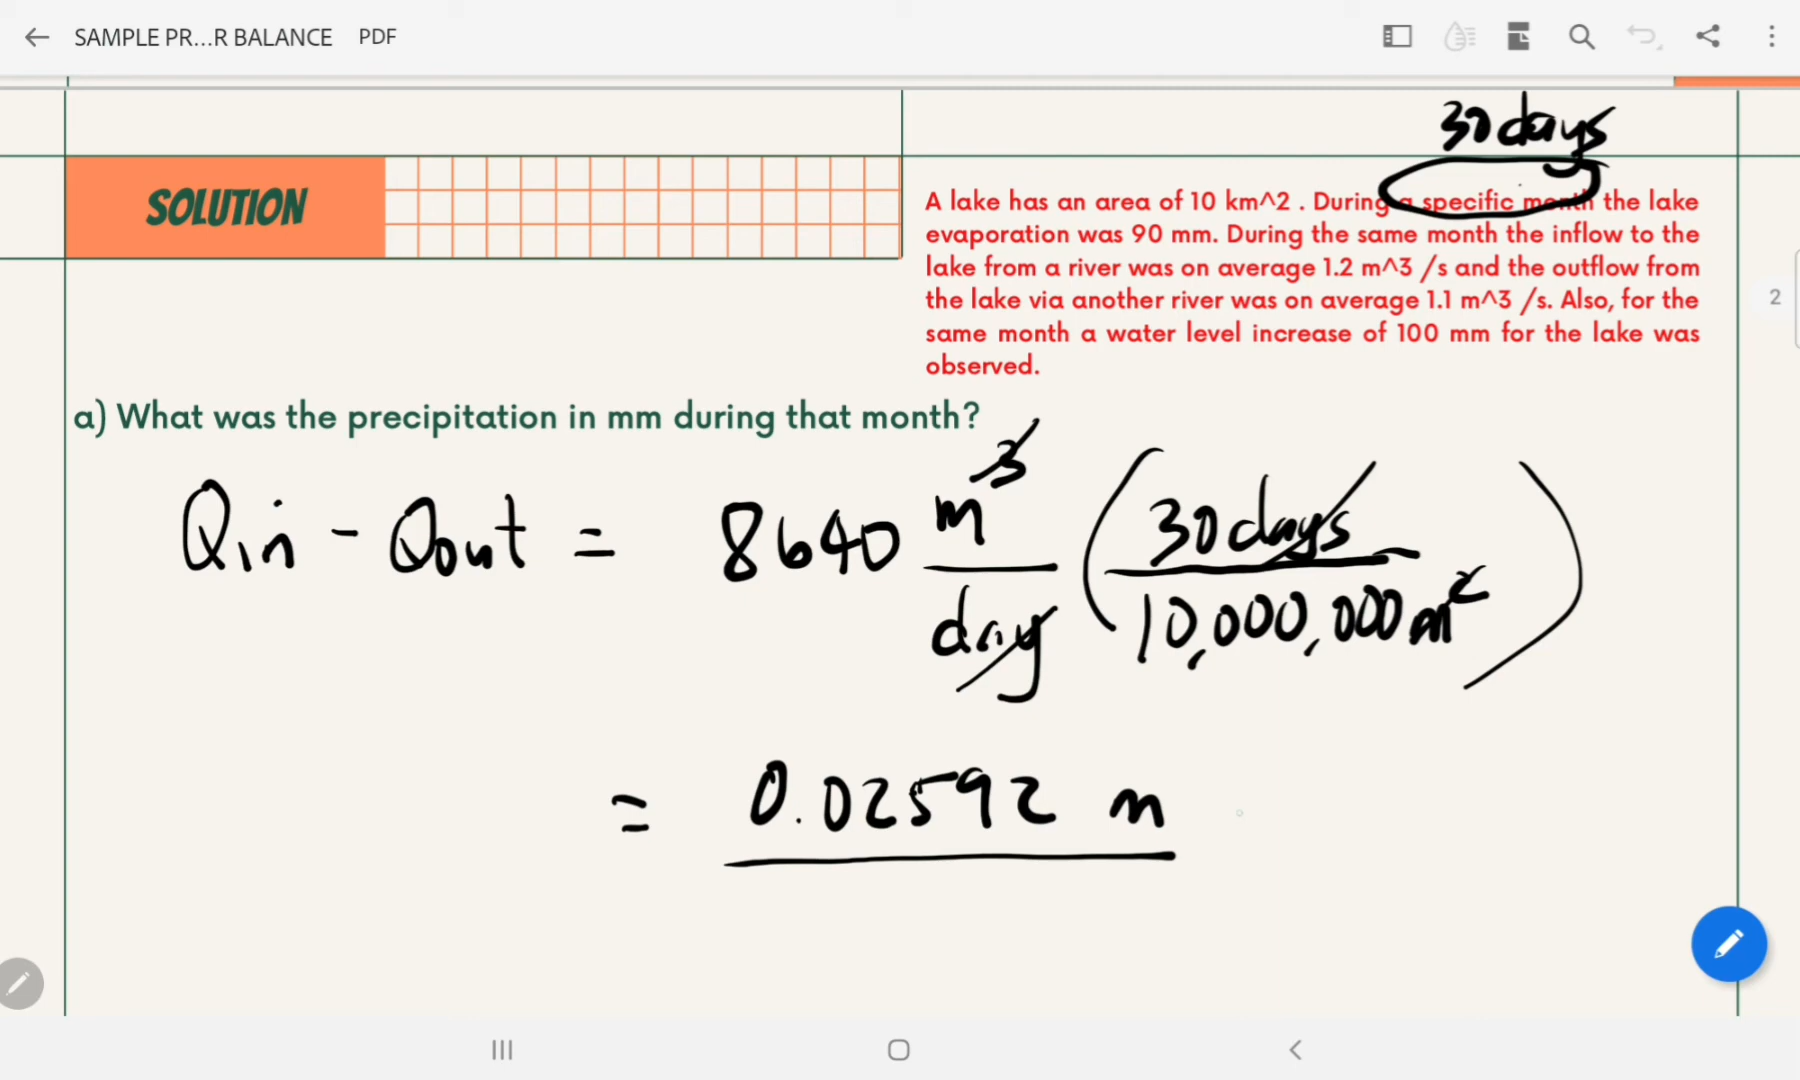 SAMPLE PR...R BALANCE PDF
30 days
SOLUTION
A lake has an area of 10 km^2 . During a specific month the lake
evaporation was 90 mm. During the same month the inflow to the
lake from a river was on average 1.2 m^3 /s and the outflow from
the lake via another river was on average 1.1 m^3 /s. Also, for the
same month a water level increase of 100 mm for the lake was
observed.
2
a) What was the precipitation in mm during that month?
Qin - Qout = 8640 m^3/day (30 days/10,000,000 m^2)
= 0.02592 m